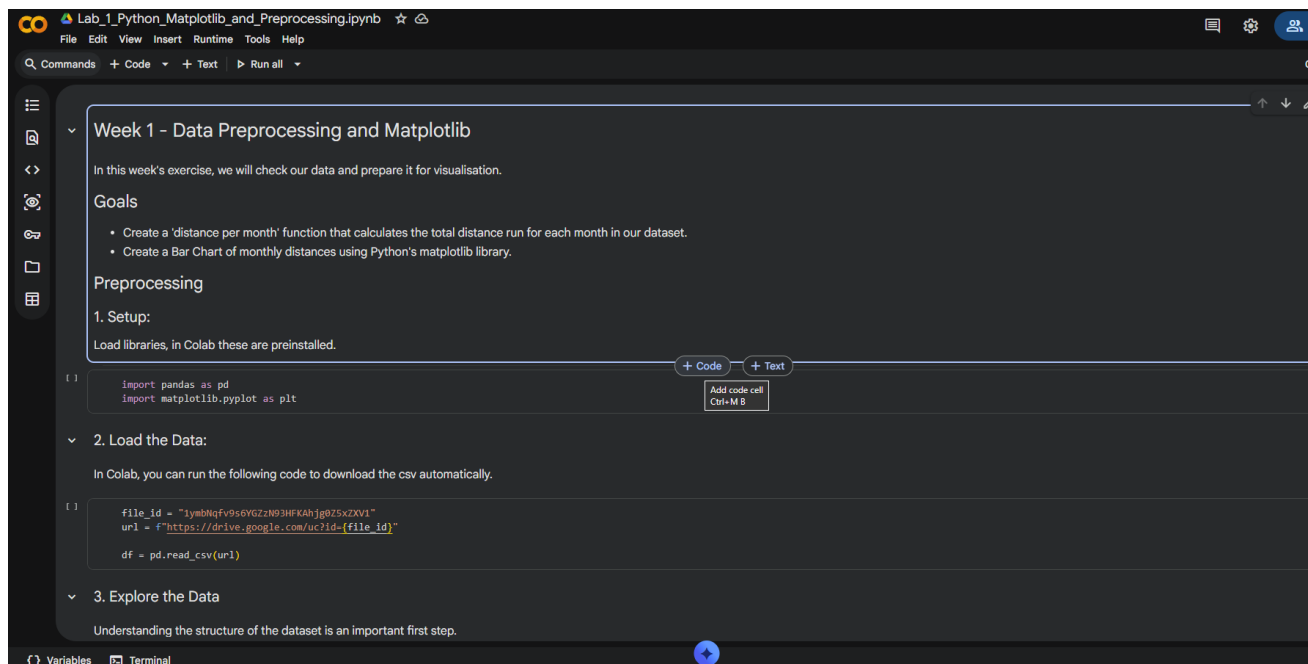 Lab_1_Python_Matplotlib_and_Preprocessing.ipynb
File Edit View Insert Runtime Tools Help
Commands + Code + Text Run all
Week 1 - Data Preprocessing and Matplotlib
In this week's exercise, we will check our data and prepare it for visualisation.
Goals
• Create a 'distance per month' function that calculates the total distance run for each month in our dataset.
• Create a Bar Chart of monthly distances using Python's matplotlib library.
Preprocessing
1. Setup:
Load libraries, in Colab these are preinstalled.
+ Code + Text
[ ]
import pandas as pd
import matplotlib.pyplot as plt
Add code cell
Ctrl+M B
2. Load the Data:
In Colab, you can run the following code to download the csv automatically.
[ ]
file_id = "1ymbNqfv9s6YGZzN93HFKAhjg0Z5xZXV1"
url = f"https://drive.google.com/uc?id={file_id}"
df = pd.read_csv(url)
3. Explore the Data
Understanding the structure of the dataset is an important first step.
{} Variables Terminal